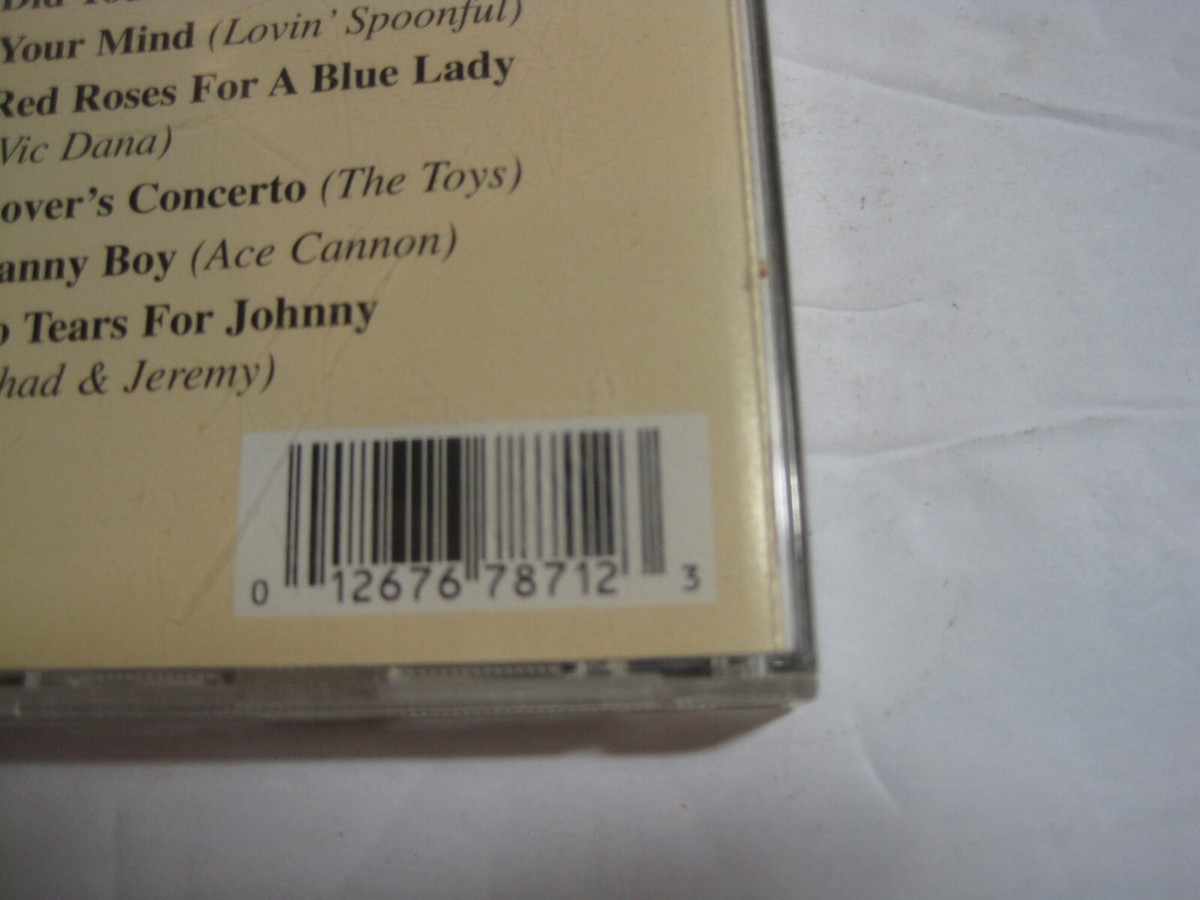 Your Mind (Lovin' Spoonful)
Red Roses For A Blue Lady
Vic Dana)
over's Concerto (The Toys)
anny Boy (Ace Cannon)
o Tears For Johnny
had & Jeremy)
0 12676 78712 3